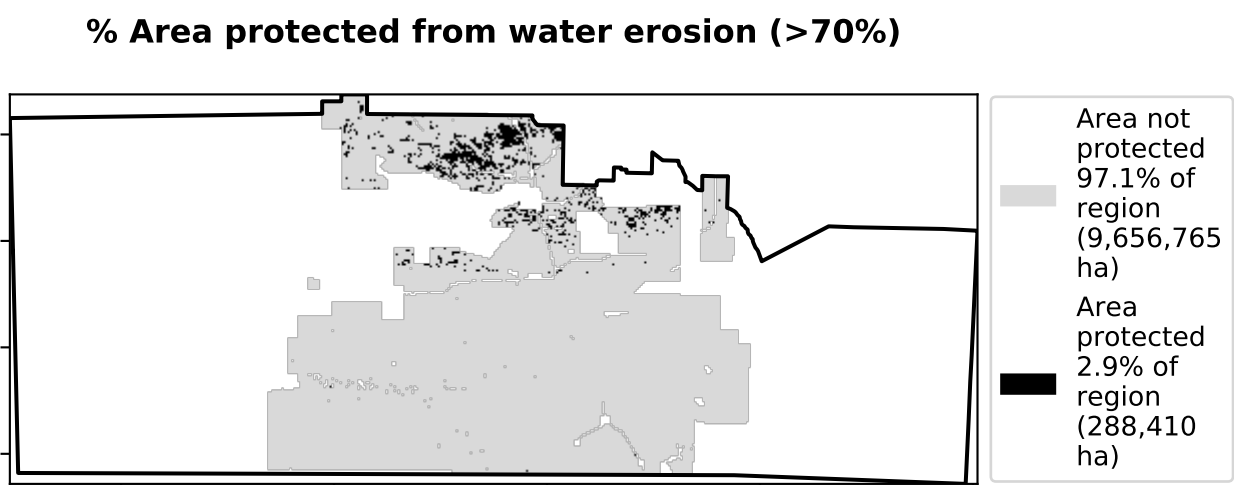 % Area protected from water erosion (>70%)
Area not
protected
97.1% of
region
(9,656,765
ha)
Area
protected
2.9% of
region
(288,410
ha)